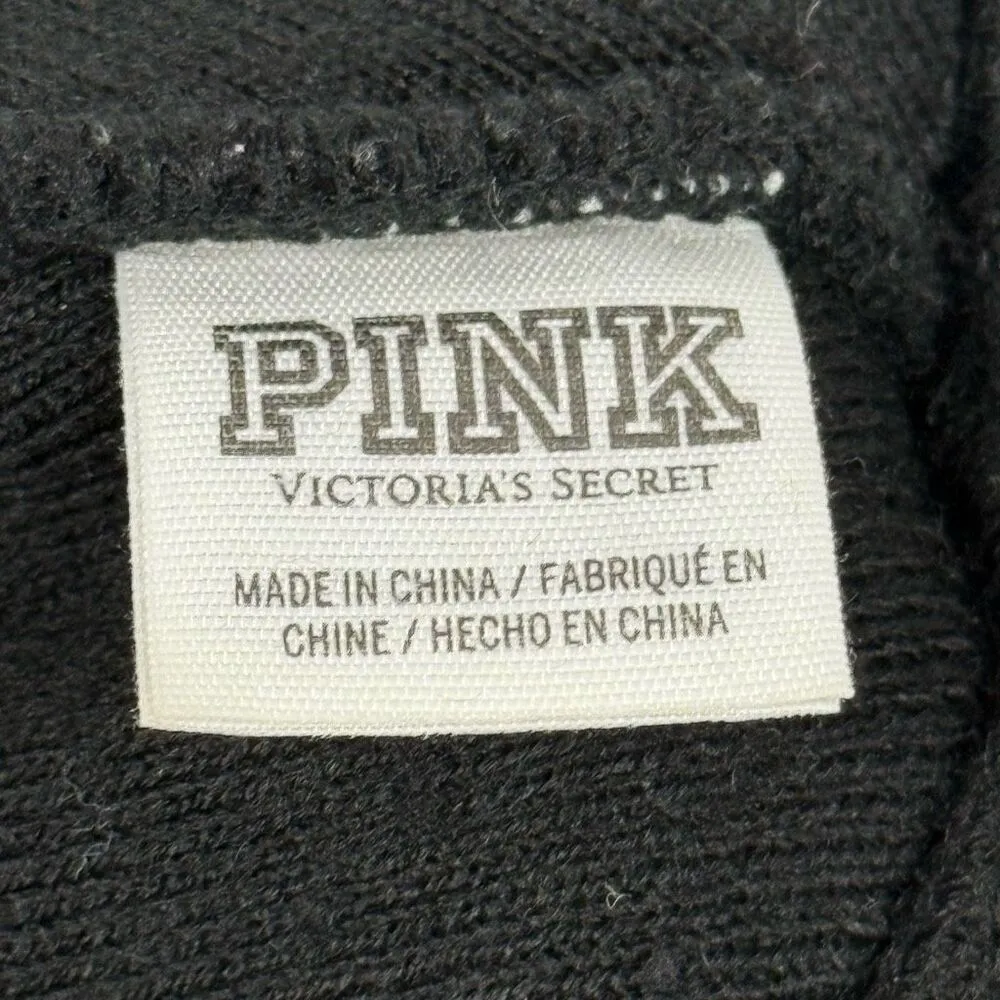 PINK
VICTORIA'S SECRET
MADE IN CHINA / FABRIQUÉ EN
CHINE / HECHO EN CHINA